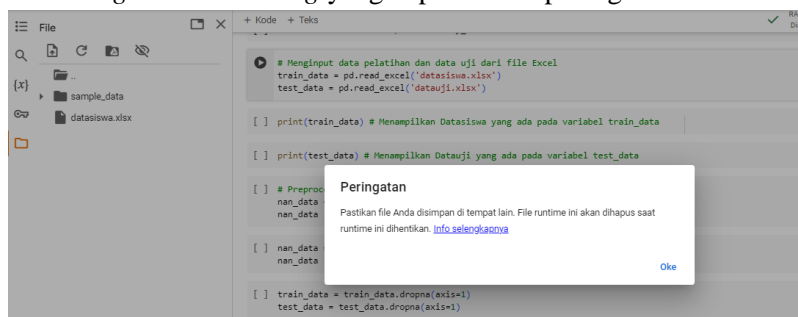 File
..
sample_data
datasiswa.xlsx
{x}
+ Kode + Teks
RA
Di
# Menginput data pelatihan dan data uji dari file Excel
train_data = pd.read_excel('datasiswa.xlsx')
test_data = pd.read_excel('datauji.xlsx')
[ ] print(train_data) # Menampilkan Datasiswa yang ada pada variabel train_data
[ ] print(test_data) # Menampilkan Datauji yang ada pada variabel test_data
[ ] # Preproc
nan_data
nan_data
[ ] nan_data
nan_data
Peringatan
Pastikan file Anda disimpan di tempat lain. File runtime ini akan dihapus saat
runtime ini dihentikan. Info selengkapnya
Oke
[ ] train_data = train_data.dropna(axis=1)
test_data = test_data.dropna(axis=1)